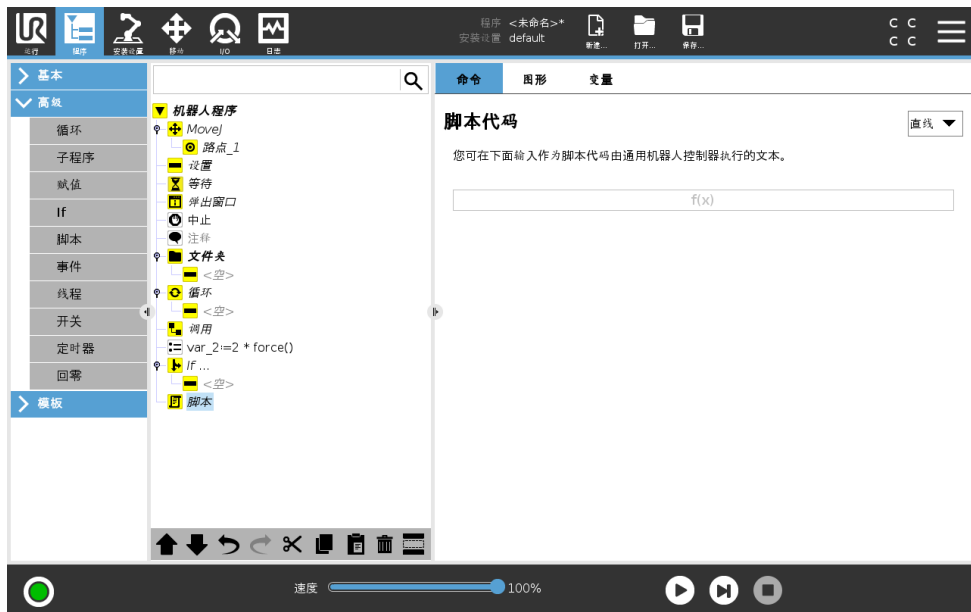 UR
运行
程序
安装设置
移动
I/O
日志
程序 <未命名>*
安装设置 default
新建...
打开...
保存...
C C
C C
基本
高级
循环
子程序
赋值
If
脚本
事件
线程
开关
定时器
回零
模板
机器人程序
MoveJ
路点_1
设置
等待
弹出窗口
中止
注释
文件夹
<空>
循环
<空>
调用
var_2:=2 * force()
If ...
<空>
脚本
命令 图形 变量
脚本代码
直线
您可在下面输入作为脚本代码由通用机器人控制器执行的文本。
f(x)
速度 100%